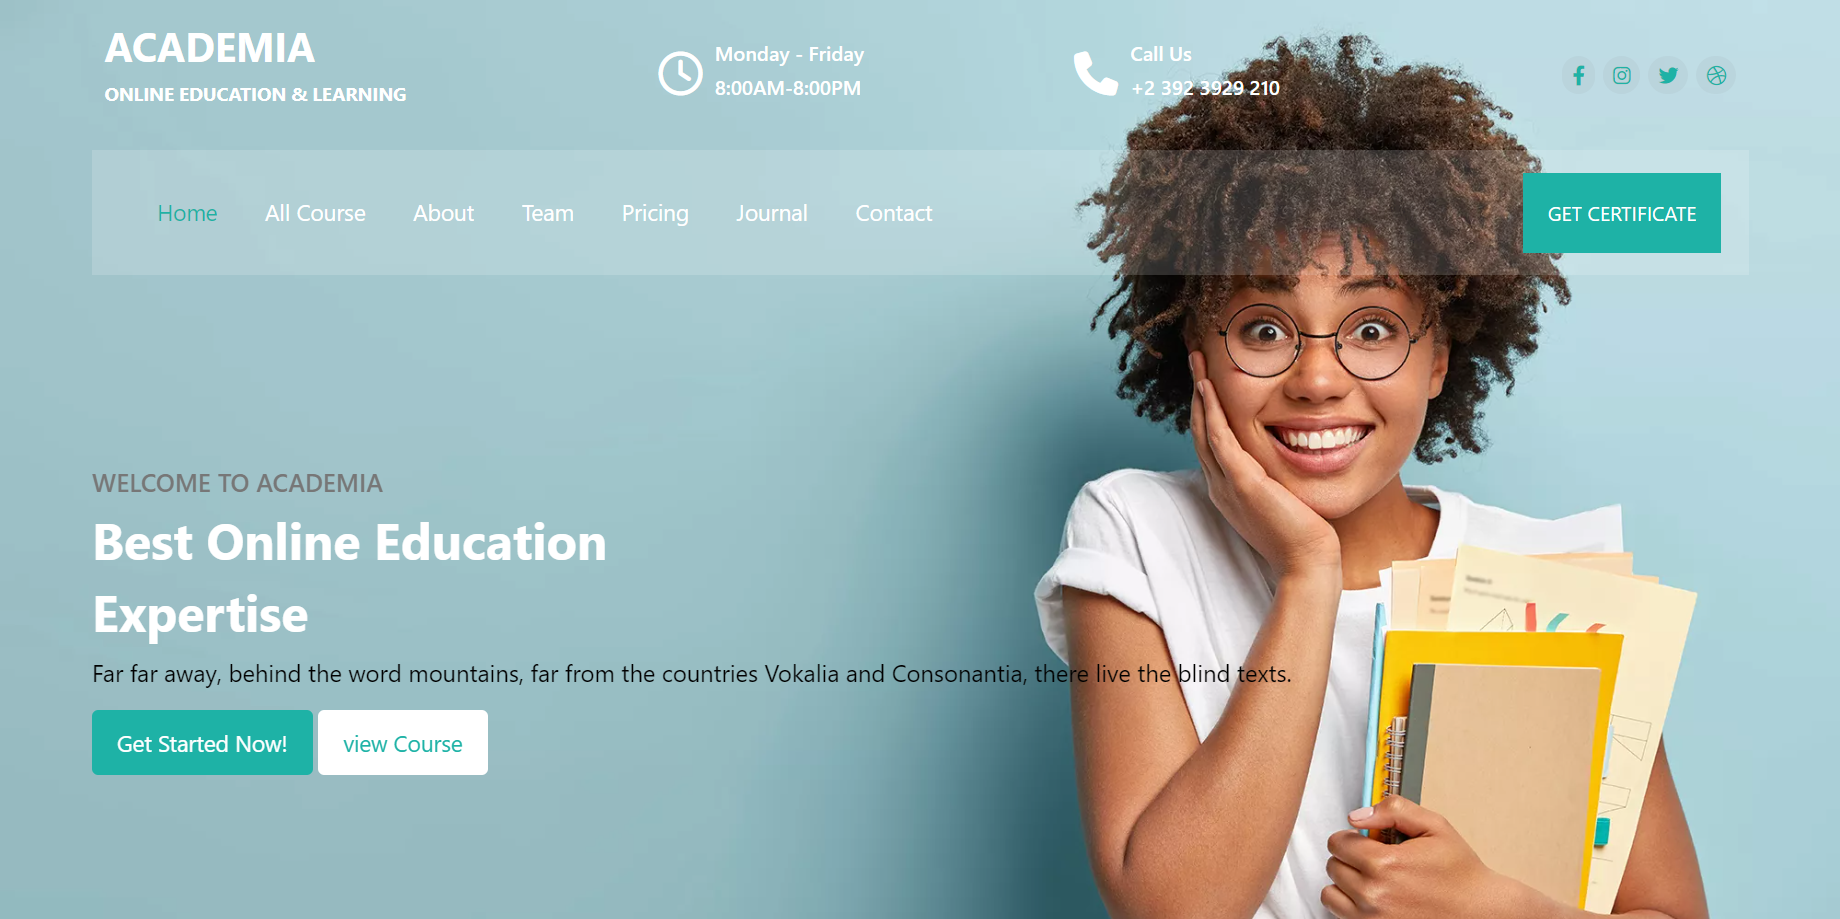 ACADEMIA
ONLINE EDUCATION & LEARNING
Monday - Friday
8:00AM-8:00PM
Call Us
+2 392 3929 210
Home All Course About Team Pricing Journal Contact
GET CERTIFICATE
WELCOME TO ACADEMIA
Best Online Education
Expertise
Far far away, behind the word mountains, far from the countries Vokalia and Consonantia, there live the blind texts.
Get Started Now! view Course